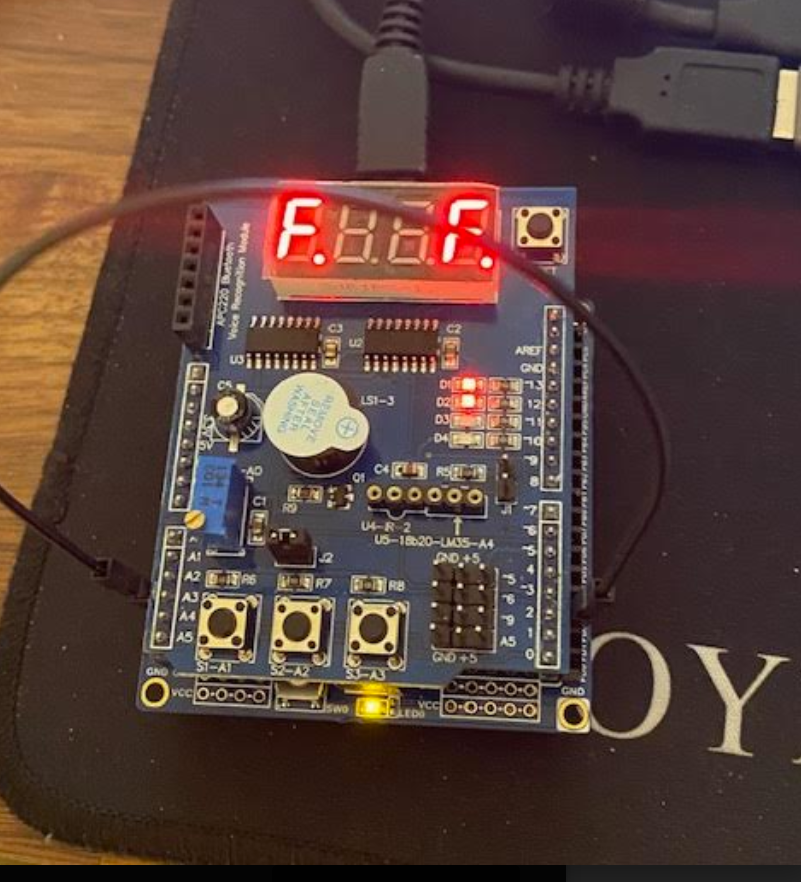 F. F.
APC220 Bluetooth
Voice Recognition Module
C3
C2
U3
U2
AREF
GND
D1
13
D2
12
D3
11
D4
10
9
8
C5
LS1-3
REMOVE
SEAL
AFTER
WASHING
5V
C4
R5
J1
Q1
R9
C1
U4-IR-2
U5-18b20-LM35-A4
7
~6
~5
4
~3
2
1
0
J2
GND +5
A1
A2
A3
A4
A5
R6
R7
R8
~5
~6
~9
A5
GND +5
S1-A1
S2-A2
S3-A3
GND
VCC
SW0
LED0
VCC
GND
OY